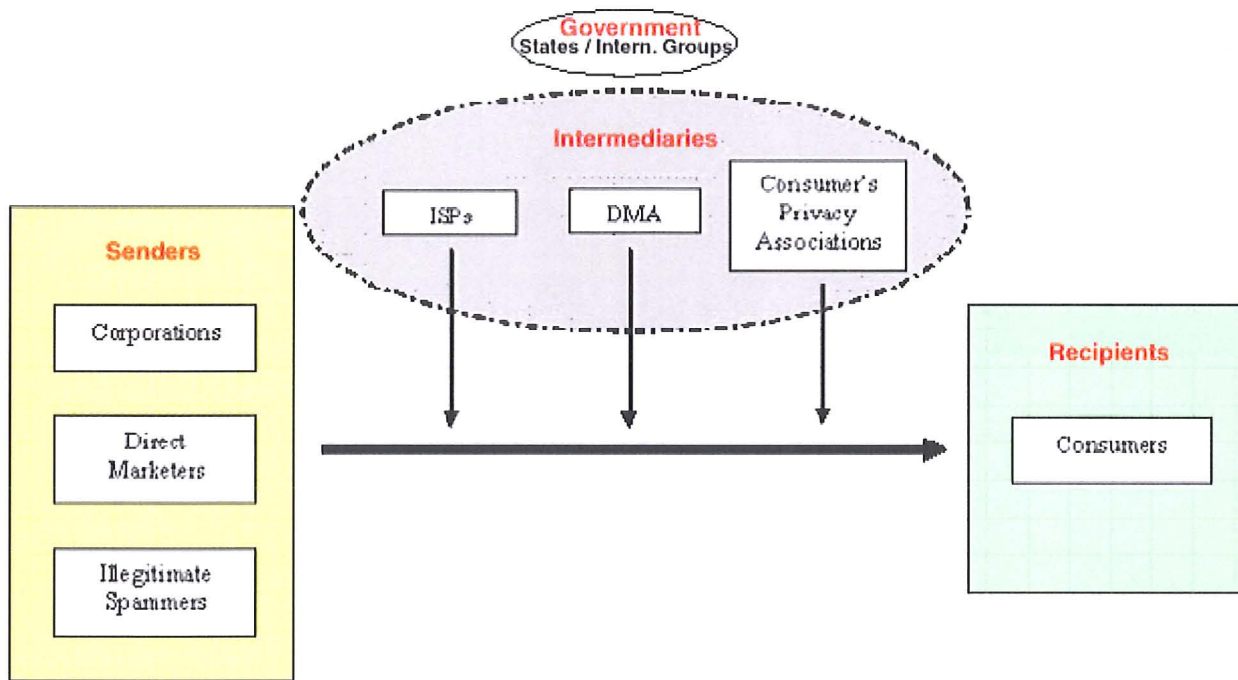 Government
States / Intern. Groups
Intermediaries
ISPs
DMA
Consumer's
Privacy
Associations
Senders
Corporations
Direct
Marketers
Illegitimate
Spammers
Recipients
Consumers